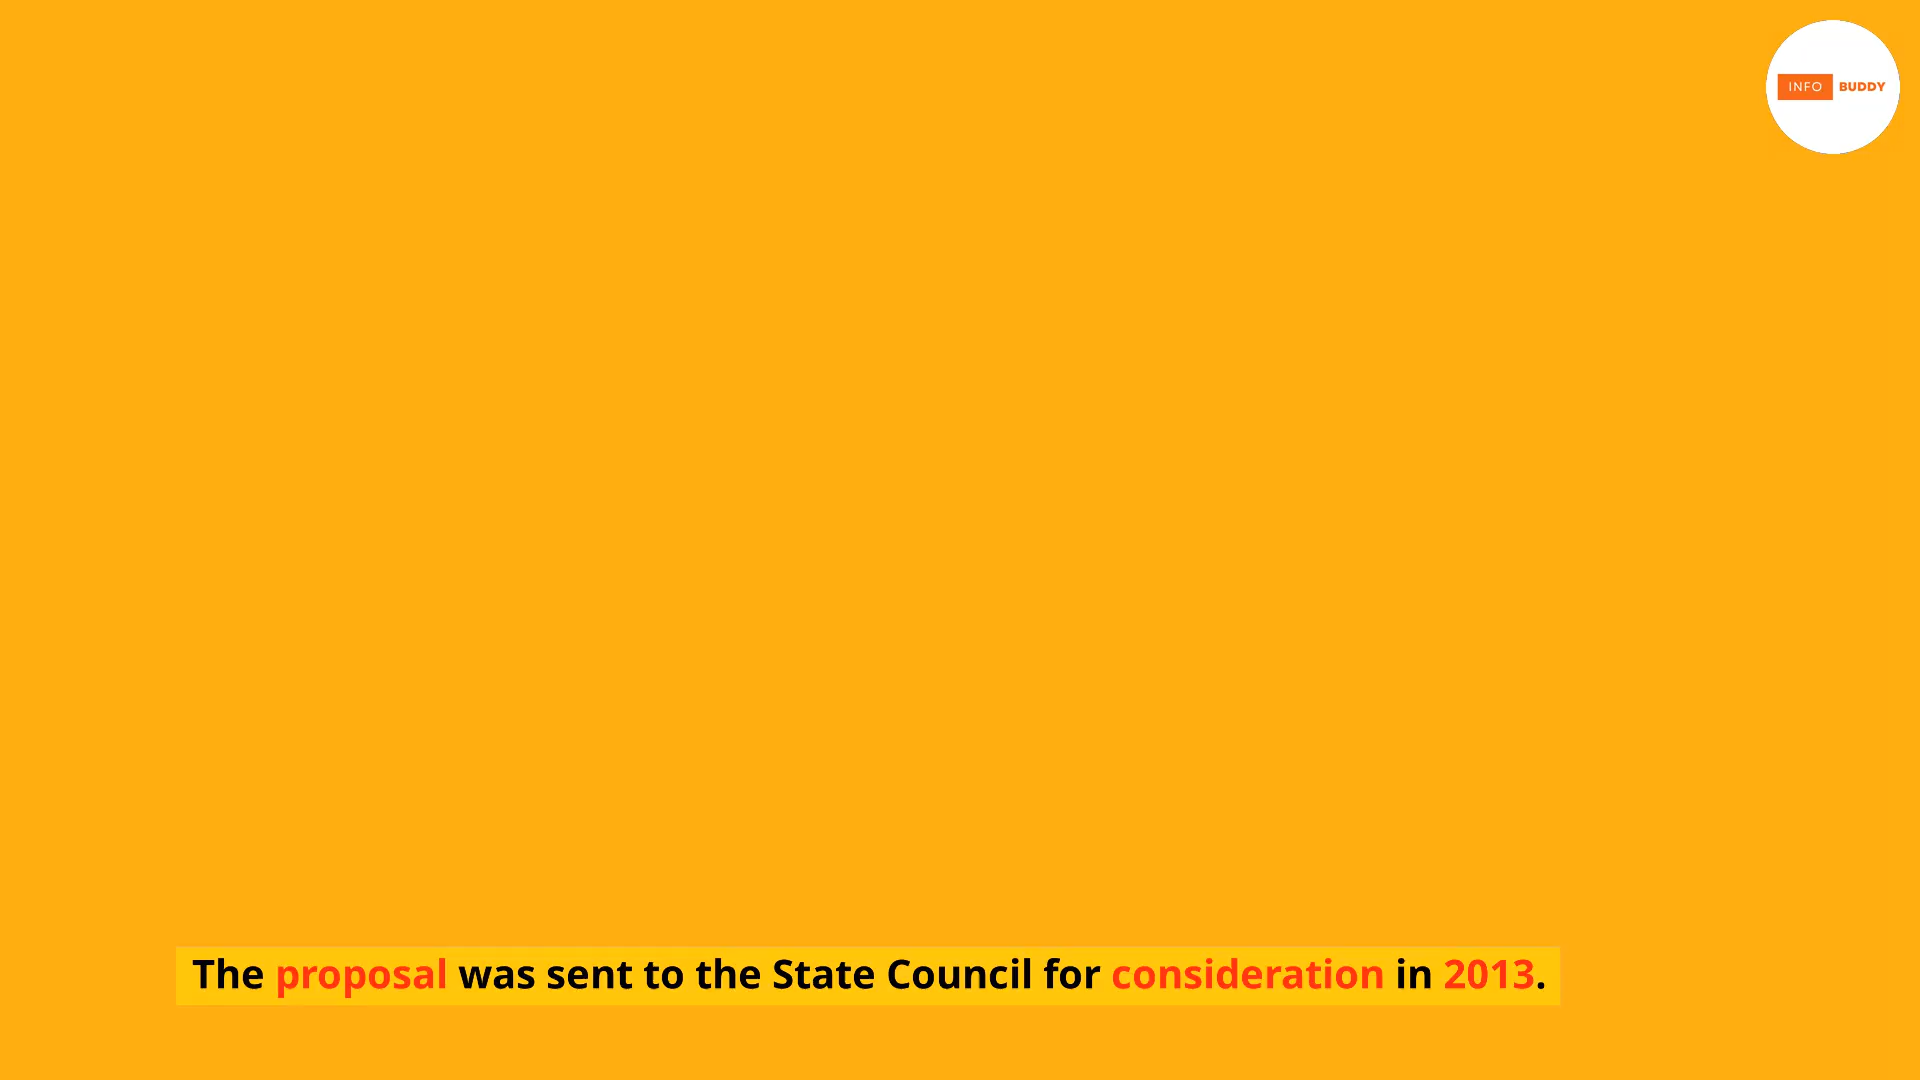 INFO BUDDY
The proposal was sent to the State Council for consideration in 2013.